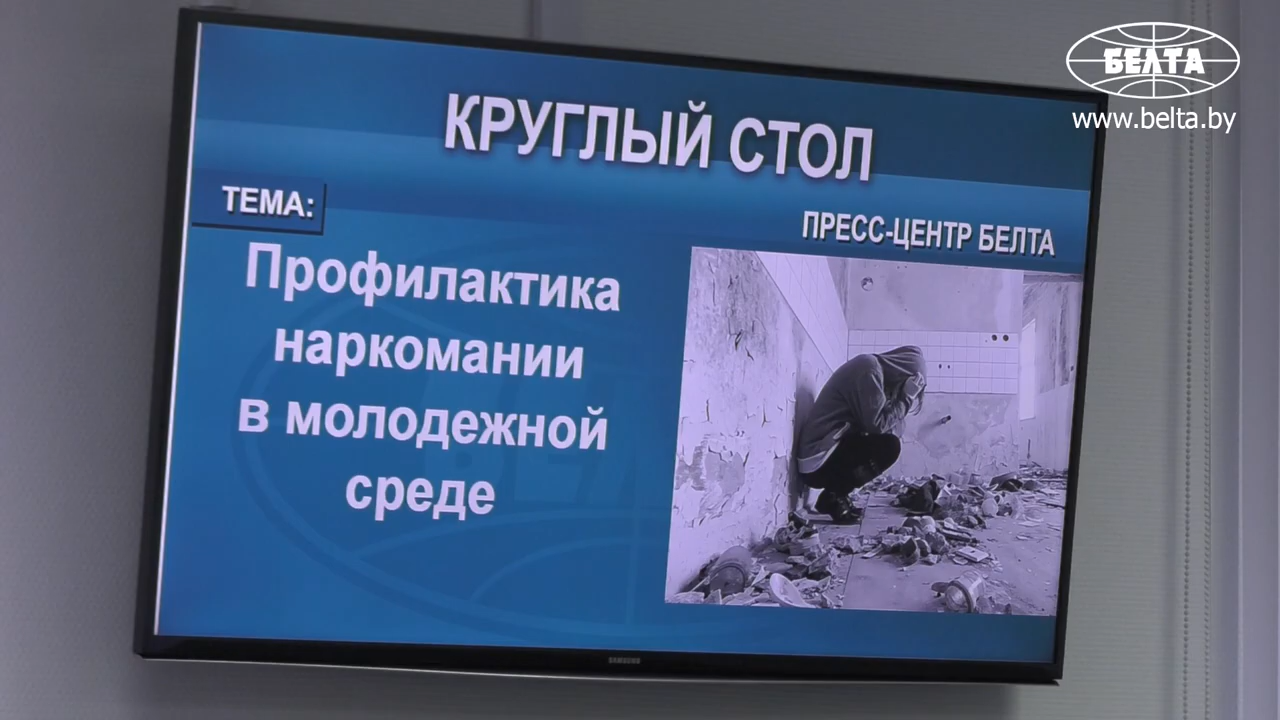 БЕЛТА
www.belta.by
КРУГЛЫЙ СТОЛ
ТЕМА:
ПРЕСС-ЦЕНТР БЕЛТА
Профилактика
наркомании
в молодежной
среде
SAMSUNG